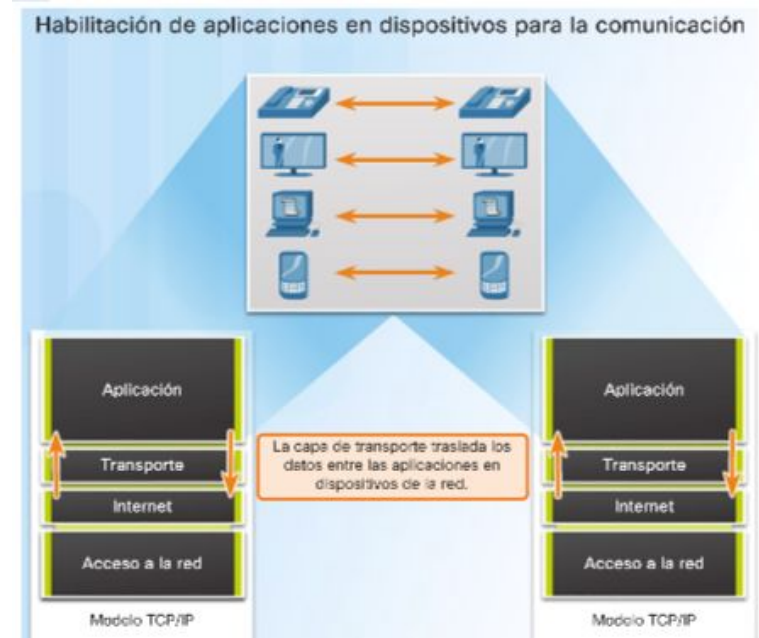 Habilitación de aplicaciones en dispositivos para la comunicación
Aplicación
Transporte
Internet
Acceso a la red
Modelo TCP/IP
La capa de transporte traslada los
datos entre las aplicaciones en
dispositivos de la red.
Aplicación
Transporte
Internet
Acceso a la red
Modelo TCP/IP